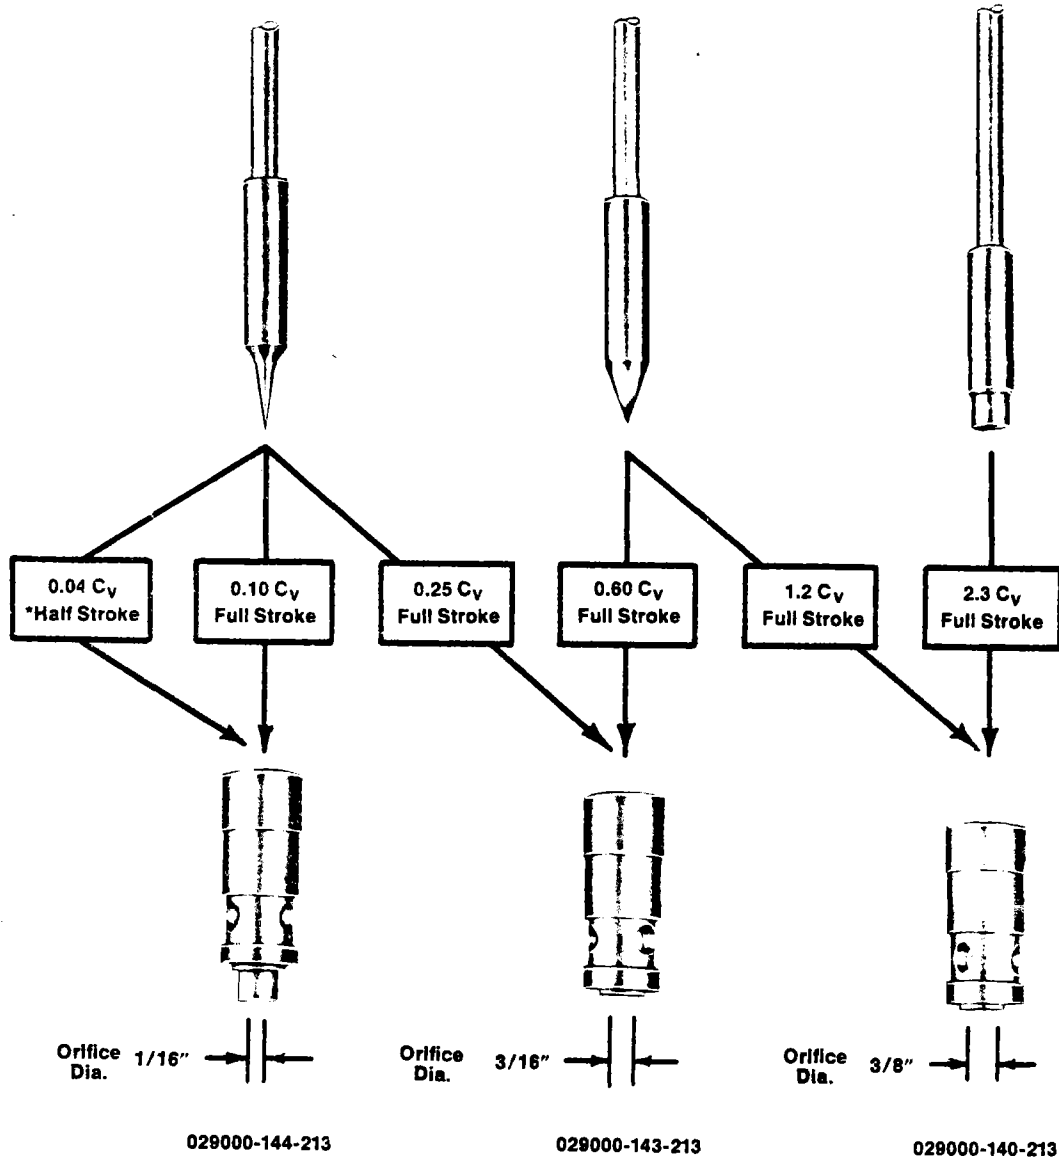 0.04 Cv
*Half Stroke
0.10 Cv
Full Stroke
0.25 Cv
Full Stroke
0.60 Cv
Full Stroke
1.2 Cv
Full Stroke
2.3 Cv
Full Stroke
Orifice Dia. 1/16"
Orifice Dia. 3/16"
Orifice Dia. 3/8"
029000-144-213
029000-143-213
029000-140-213